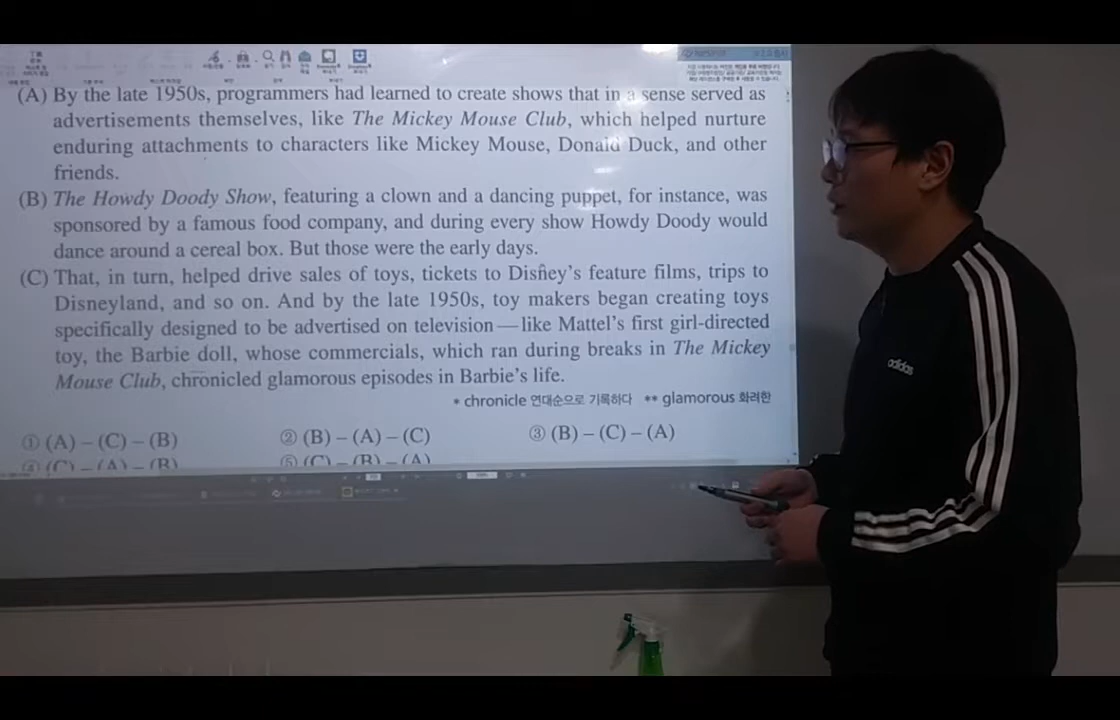 (A) By the late 1950s, programmers had learned to create shows that in a sense served as
advertisements themselves, like The Mickey Mouse Club, which helped nurture
enduring attachments to characters like Mickey Mouse, Donald Duck, and other
friends.
(B) The Howdy Doody Show, featuring a clown and a dancing puppet, for instance, was
sponsored by a famous food company, and during every show Howdy Doody would
dance around a cereal box. But those were the early days.
(C) That, in turn, helped drive sales of toys, tickets to Disney's feature films, trips to
Disneyland, and so on. And by the late 1950s, toy makers began creating toys
specifically designed to be advertised on television—like Mattel's first girl-directed
toy, the Barbie doll, whose commercials, which ran during breaks in The Mickey
Mouse Club, chronicled glamorous episodes in Barbie's life.
* chronicle 연대순으로 기록하다 ** glamorous 화려한
① (A) – (C) – (B) ② (B) – (A) – (C) ③ (B) – (C) – (A)
④ (C) – (A) – (B) ⑤ (C) – (B) – (A)
adidas